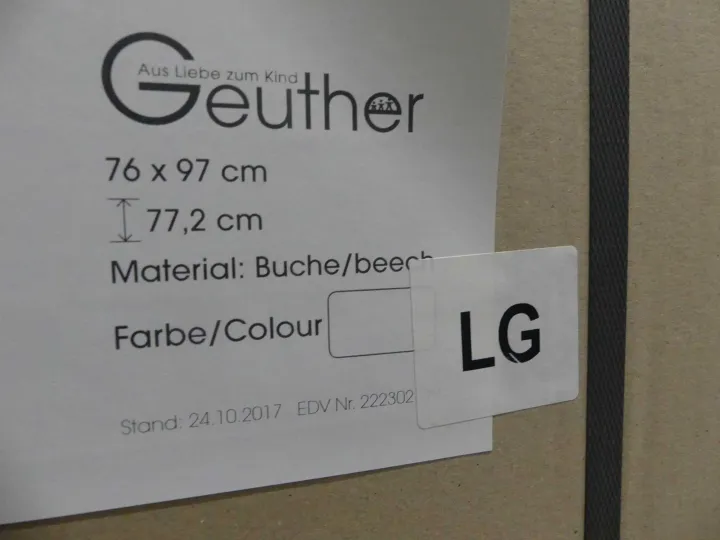 Aus Liebe zum Kind
Geuther
76 x 97 cm
77,2 cm
Material: Buche/beech
Farbe/Colour
LG
Stand: 24.10.2017 EDV Nr. 222302